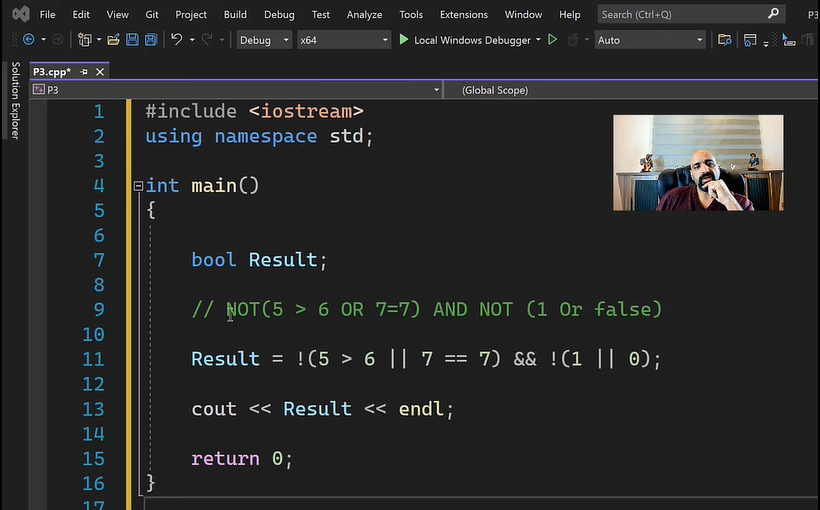 File Edit View Git Project Build Debug Test Analyze Tools Extensions Window Help Search (Ctrl+Q) P3
Debug x64 Local Windows Debugger Auto
Solution Explorer
P3.cpp*
P3 (Global Scope)
1 #include <iostream>
2 using namespace std;
3
4 int main()
5 {
6
7 bool Result;
8
9 // NOT(5 > 6 OR 7=7) AND NOT (1 Or false)
10
11 Result = !(5 > 6 || 7 == 7) && !(1 || 0);
12
13 cout << Result << endl;
14
15 return 0;
16 }
17